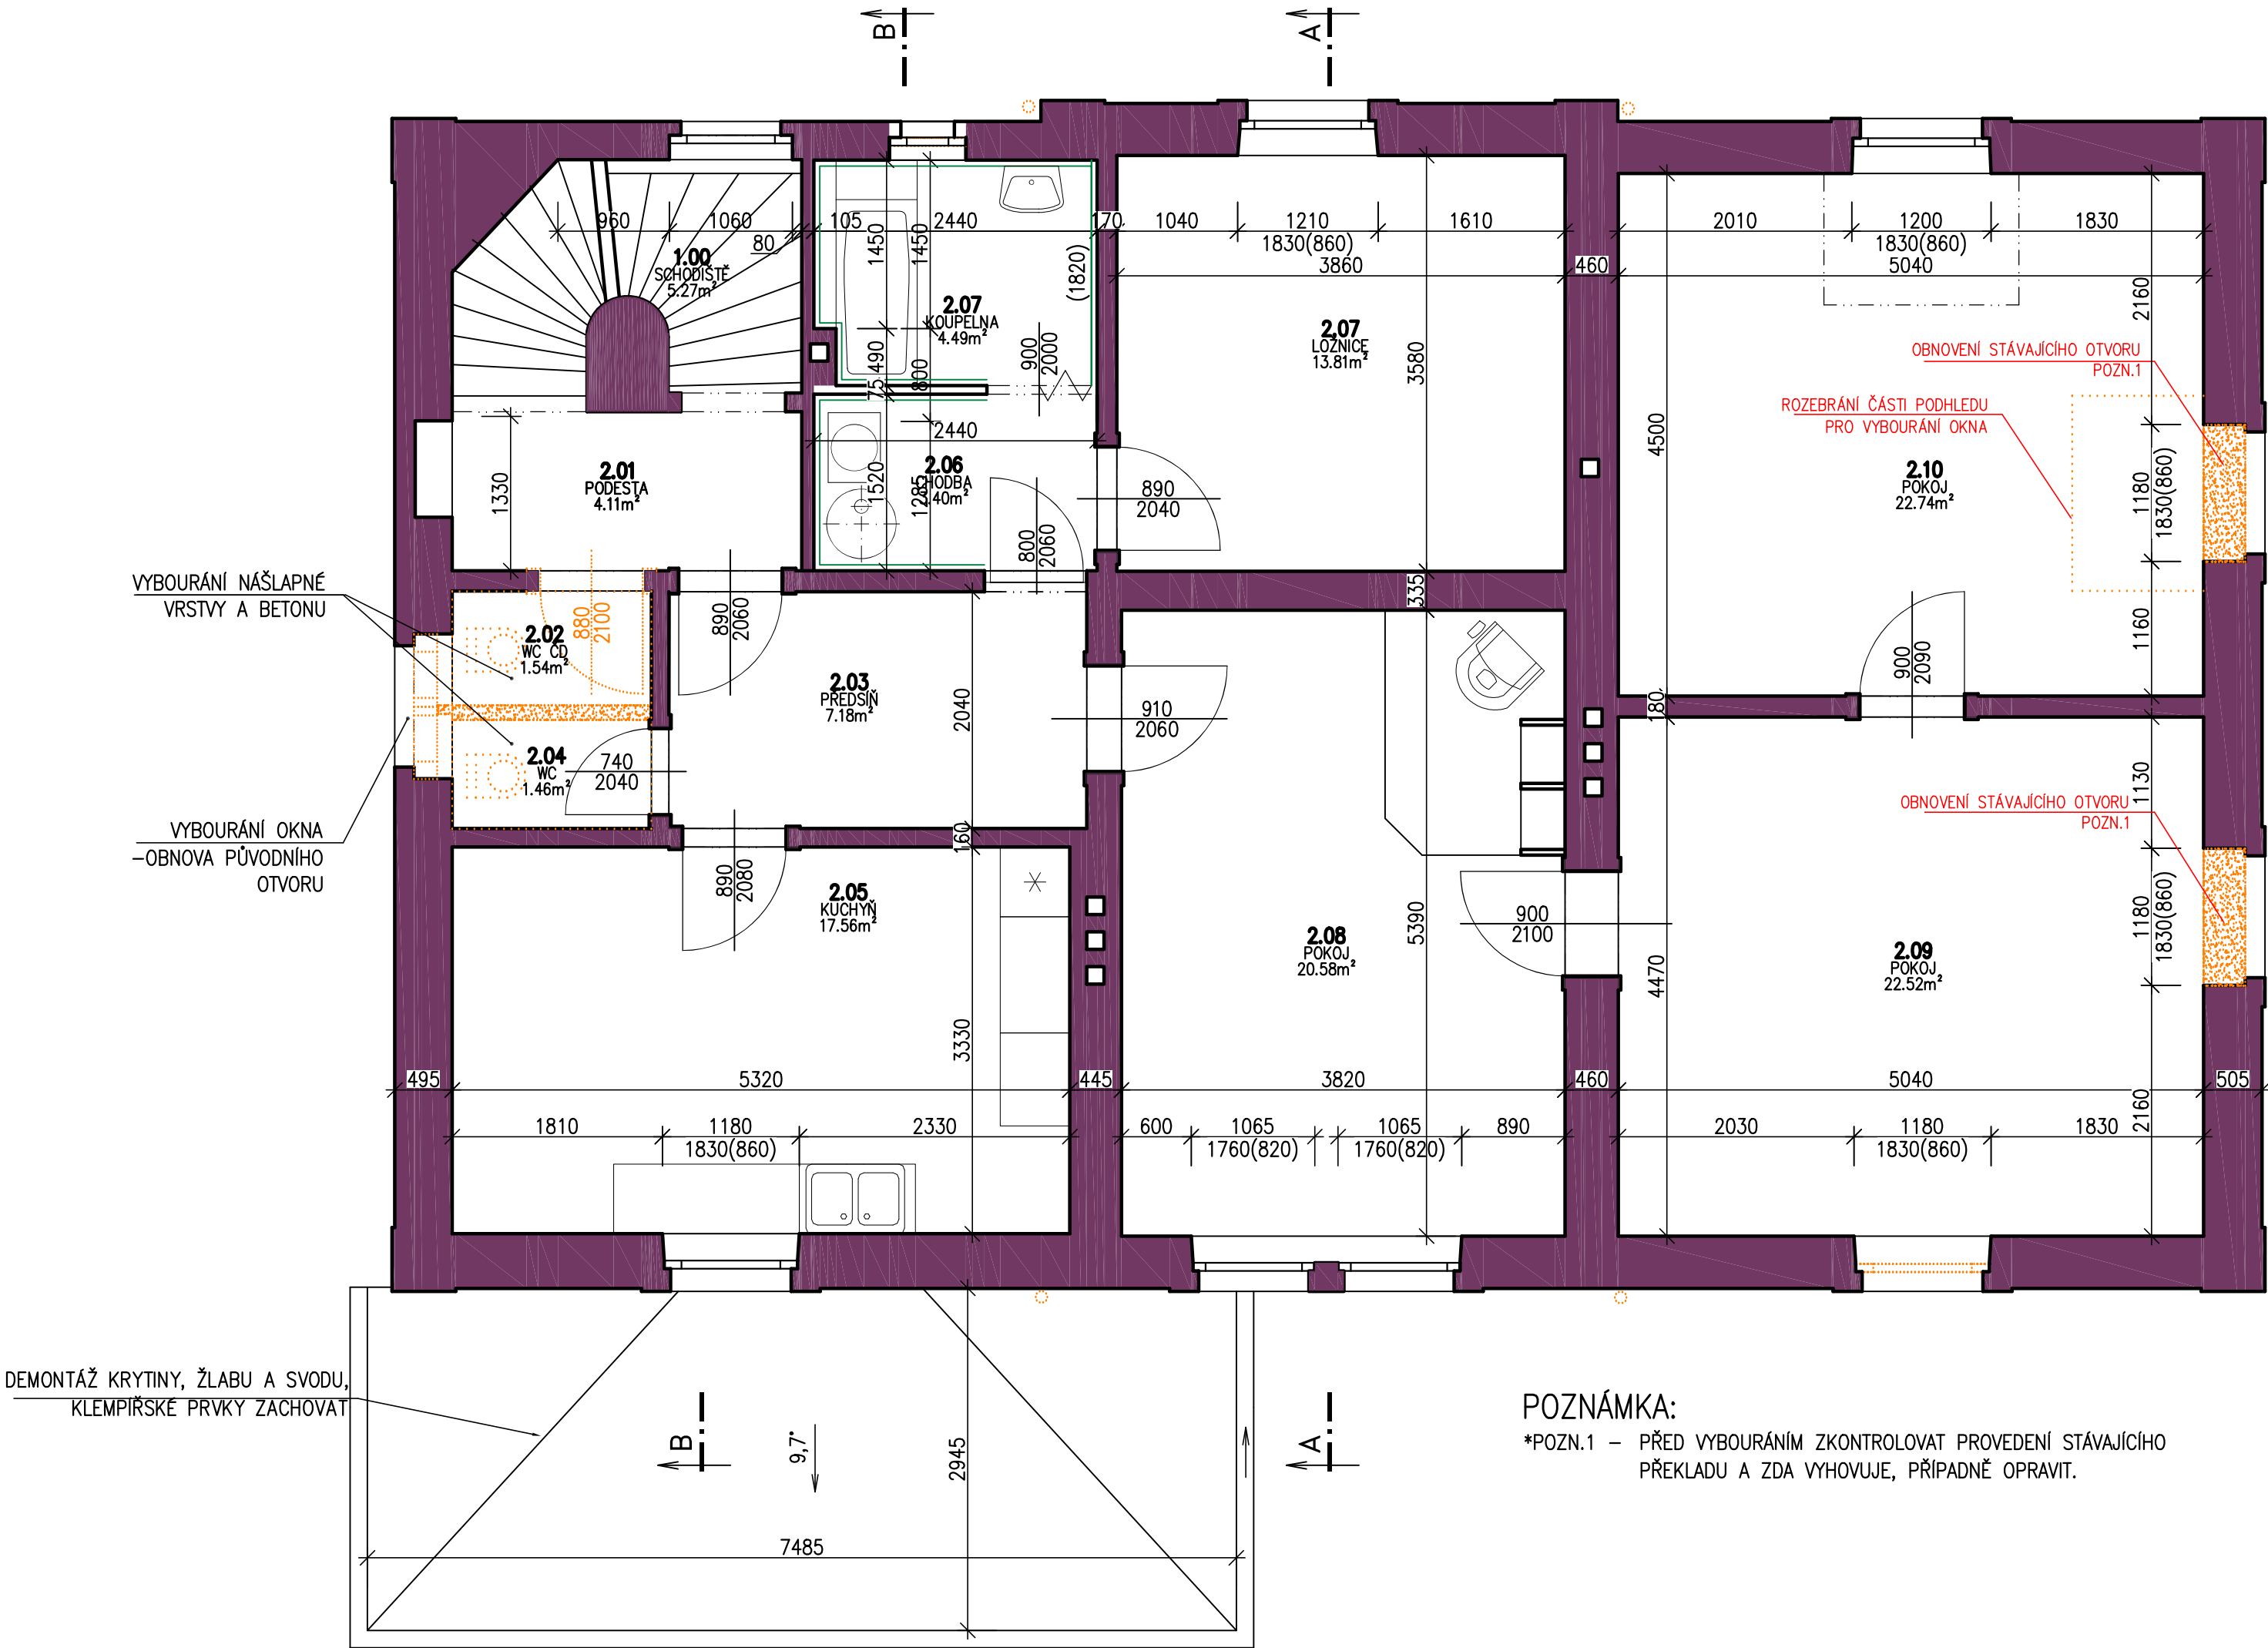 B
A
960
1060
105
2440
170
1040
1210
1830(860)
1610
2010
1200
1830(860)
1830
80
1.00
SCHODIŠTĚ
5.27m²
1450
1450
(1820)
3860
460
5040
2160
2.07
KOUPELNA
4.49m²
2.07
LOŽNICE
13.81m²
900
2000
3580
75
490
800
OBNOVENÍ STÁVAJÍCÍHO OTVORU
POZN.1
ROZEBRÁNÍ ČÁSTI PODHLEDU
PRO VYBOURÁNÍ OKNA
4500
2440
2.01
PODESTA
4.11m²
1330
2.06
1520
1285
890
2040
2.10
POKOJ
22.74m²
1180
1830(860)
800
2060
VYBOURÁNÍ NÁŠLAPNÉ
VRSTVY A BETONU
880
2100
890
2060
335
1160
2.02
WC ČD
1.54m²
2.03
PŘEDSÍŇ
7.18m²
2040
910
2060
900
2090
180
2.04
WC
1.46m²
740
2040
1130
OBNOVENÍ STÁVAJÍCÍHO OTVORU
POZN.1
VYBOURÁNÍ OKNA
-OBNOVA PŮVODNÍHO
OTVORU
160
890
2080
2.05
KUCHYŇ
17.56m²
5390
900
2100
2.08
POKOJ
20.58m²
4470
2.09
POKOJ
22.52m²
1180
1830(860)
3330
495
5320
445
3820
460
5040
505
2160
1810
1180
1830(860)
2330
600
1065
1760(820)
1065
1760(820)
890
2030
1180
1830(860)
1830
DEMONTÁŽ KRYTINY, ŽLABU A SVODU,
KLEMPÍŘSKÉ PRVKY ZACHOVAT
B
9,7°
2945
A
7485
POZNÁMKA:
*POZN.1 – PŘED VYBOURÁNÍM ZKONTROLOVAT PROVEDENÍ STÁVAJÍCÍHO
PŘEKLADU A ZDA VYHOVUJE, PŘÍPADNĚ OPRAVIT.